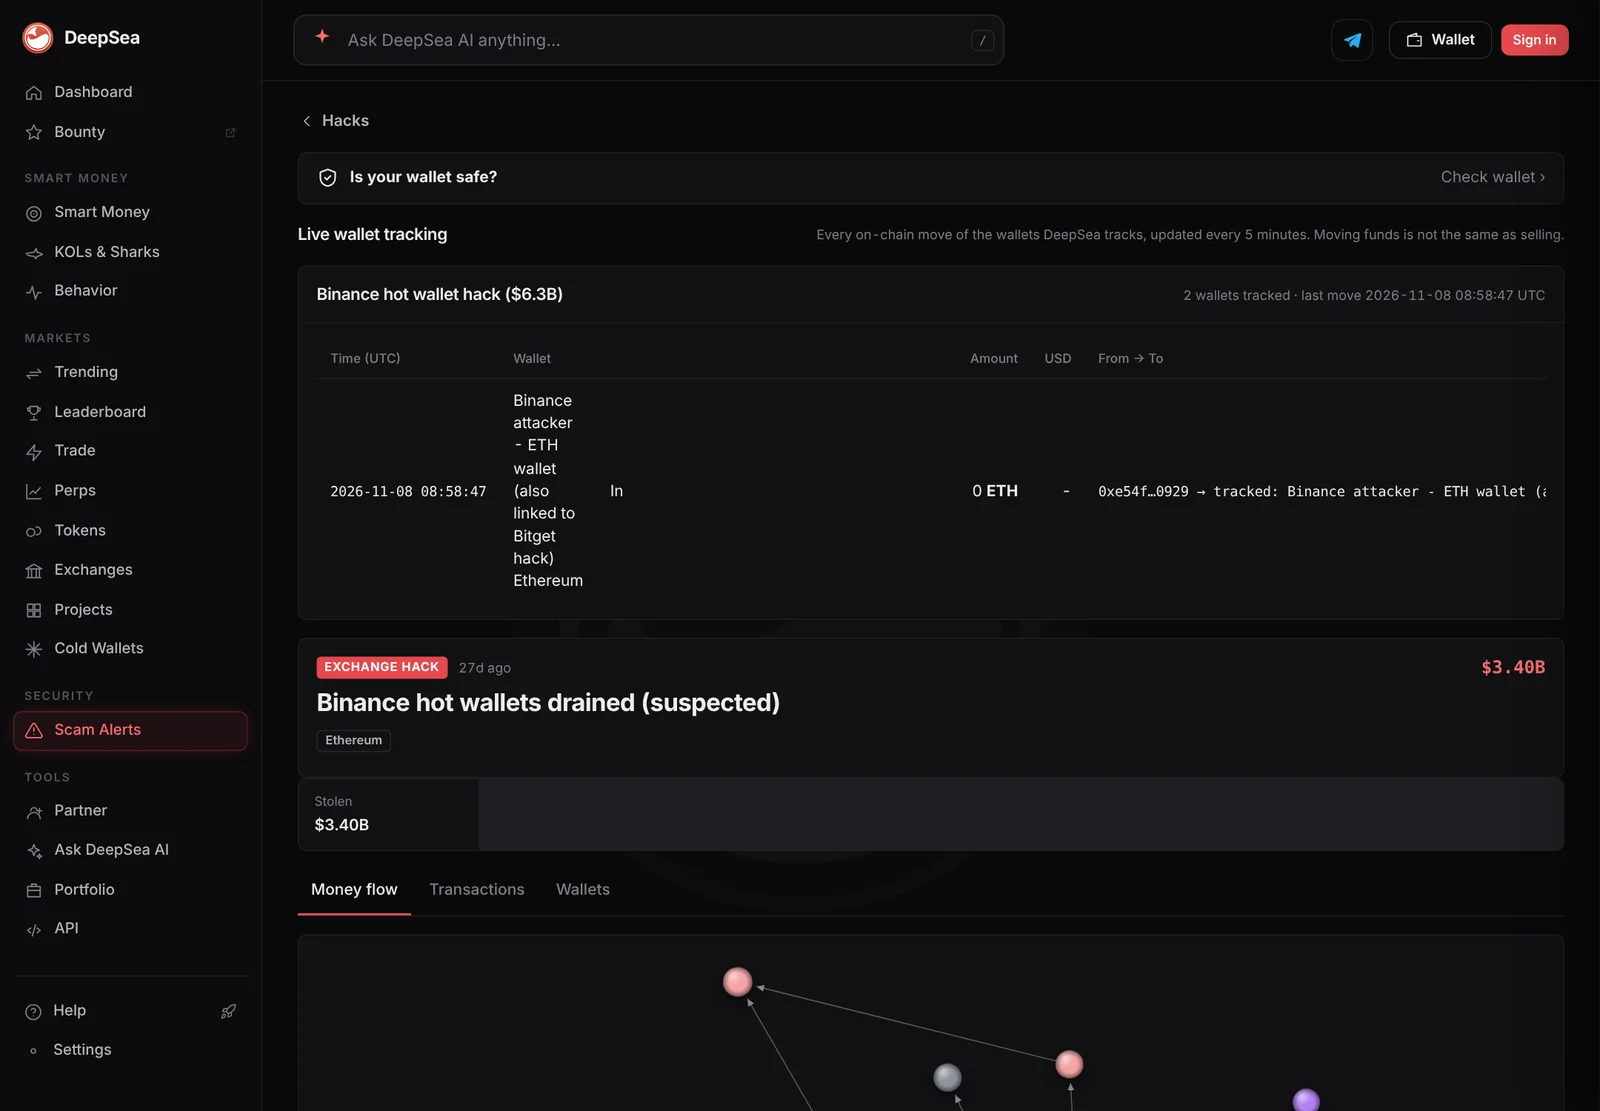 DeepSea
Ask DeepSea AI anything...
/
Wallet
Sign in
Dashboard
Bounty
SMART MONEY
Smart Money
KOLs & Sharks
Behavior
MARKETS
Trending
Leaderboard
Trade
Perps
Tokens
Exchanges
Projects
Cold Wallets
SECURITY
Scam Alerts
TOOLS
Partner
Ask DeepSea AI
Portfolio
API
Help
Settings
Hacks
Is your wallet safe?
Check wallet ›
Live wallet tracking
Every on-chain move of the wallets DeepSea tracks, updated every 5 minutes. Moving funds is not the same as selling.
Binance hot wallet hack ($6.3B)
2 wallets tracked · last move 2026-11-08 08:58:47 UTC
Time (UTC) Wallet Amount USD From → To
2026-11-08 08:58:47
Binance
attacker
- ETH
wallet
(also
linked to
Bitget
hack)
Ethereum
In
0 ETH
-
0xe54f…0929 → tracked: Binance attacker - ETH wallet (a
EXCHANGE HACK 27d ago
$3.40B
Binance hot wallets drained (suspected)
Ethereum
Stolen
$3.40B
Money flow Transactions Wallets